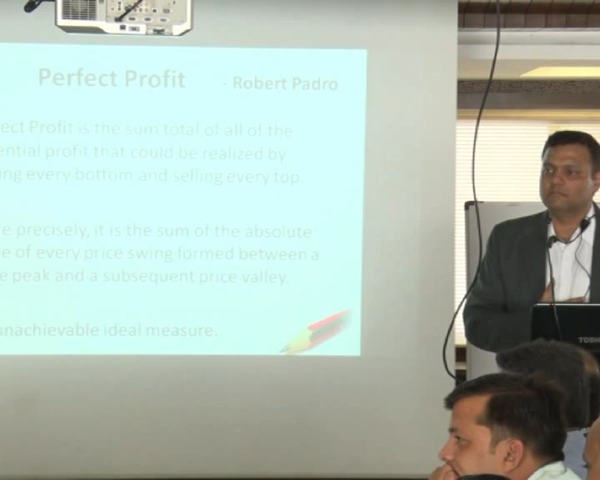 Perfect Profit - Robert Padro
ect Profit is the sum total of all of the
ential profit that could be realized by
ing every bottom and selling every top.
e precisely, it is the sum of the absolute
e of every price swing formed between a
e peak and a subsequent price valley.
unachievable ideal measure.
TOSH